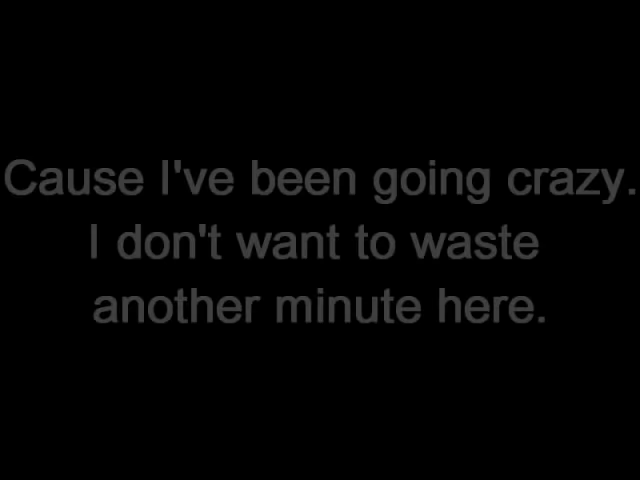 Cause I've been going crazy.
I don't want to waste
another minute here.